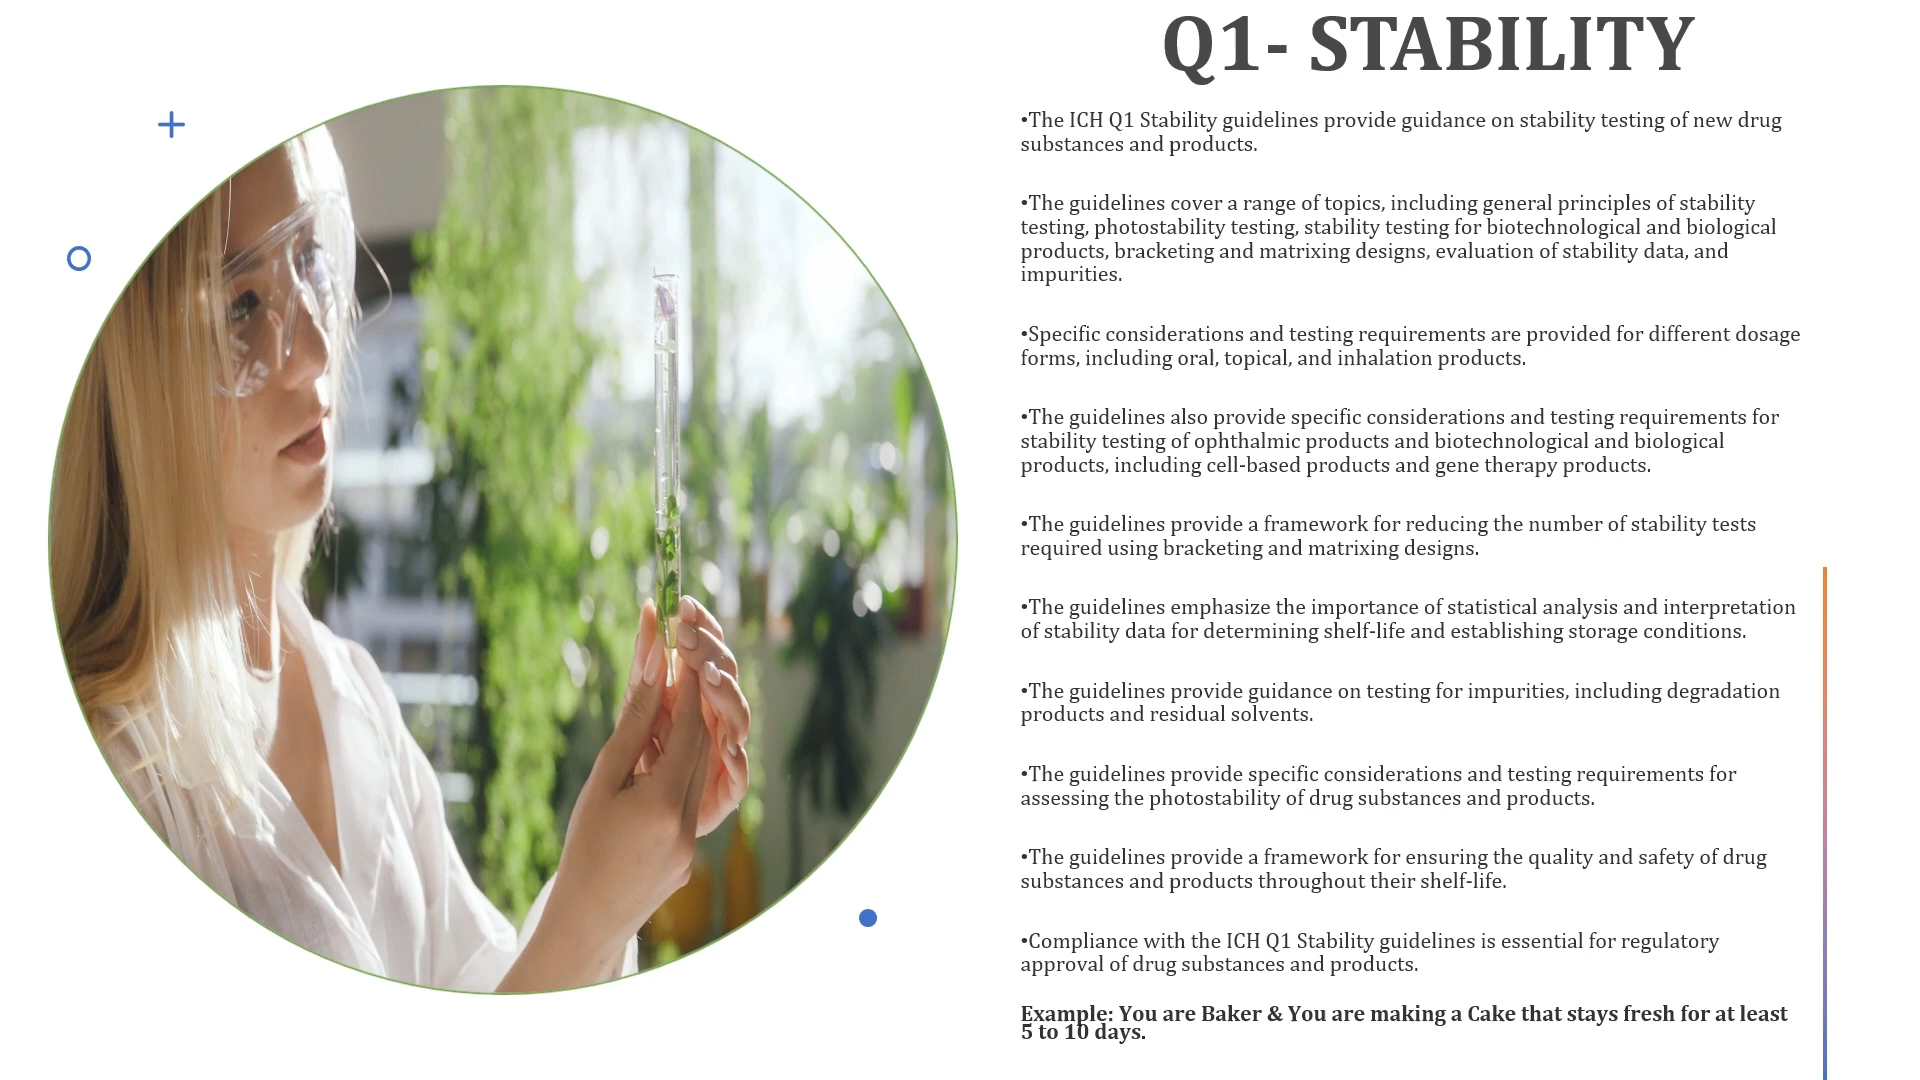 Q1- STABILITY
•The ICH Q1 Stability guidelines provide guidance on stability testing of new drug
substances and products.
•The guidelines cover a range of topics, including general principles of stability
testing, photostability testing, stability testing for biotechnological and biological
products, bracketing and matrixing designs, evaluation of stability data, and
impurities.
•Specific considerations and testing requirements are provided for different dosage
forms, including oral, topical, and inhalation products.
•The guidelines also provide specific considerations and testing requirements for
stability testing of ophthalmic products and biotechnological and biological
products, including cell-based products and gene therapy products.
•The guidelines provide a framework for reducing the number of stability tests
required using bracketing and matrixing designs.
•The guidelines emphasize the importance of statistical analysis and interpretation
of stability data for determining shelf-life and establishing storage conditions.
•The guidelines provide guidance on testing for impurities, including degradation
products and residual solvents.
•The guidelines provide specific considerations and testing requirements for
assessing the photostability of drug substances and products.
•The guidelines provide a framework for ensuring the quality and safety of drug
substances and products throughout their shelf-life.
•Compliance with the ICH Q1 Stability guidelines is essential for regulatory
approval of drug substances and products.
Example: You are Baker & You are making a Cake that stays fresh for at least
5 to 10 days.